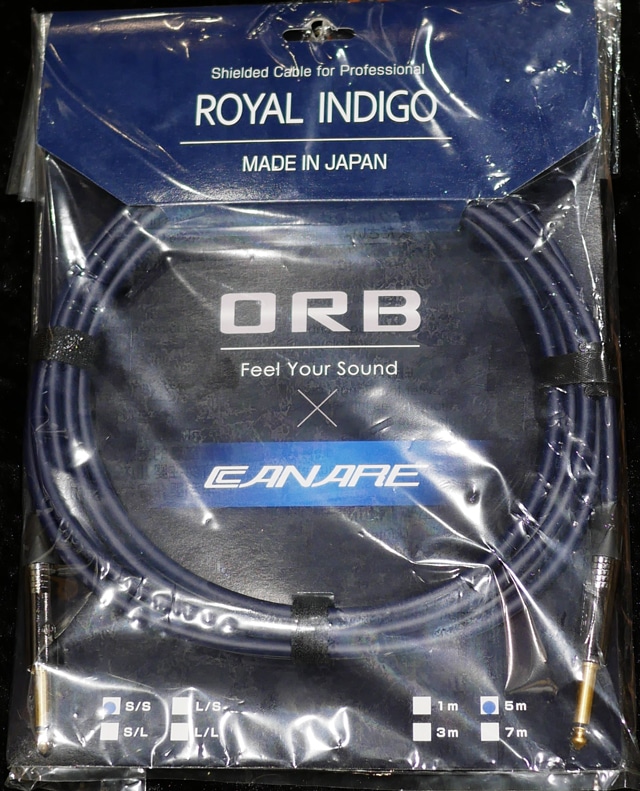 Shielded Cable for Professional
ROYAL INDIGO
MADE IN JAPAN
ORB
Feel Your Sound
CANARE
S/S L/S 1m 5m
S/L L/L 3m 7m